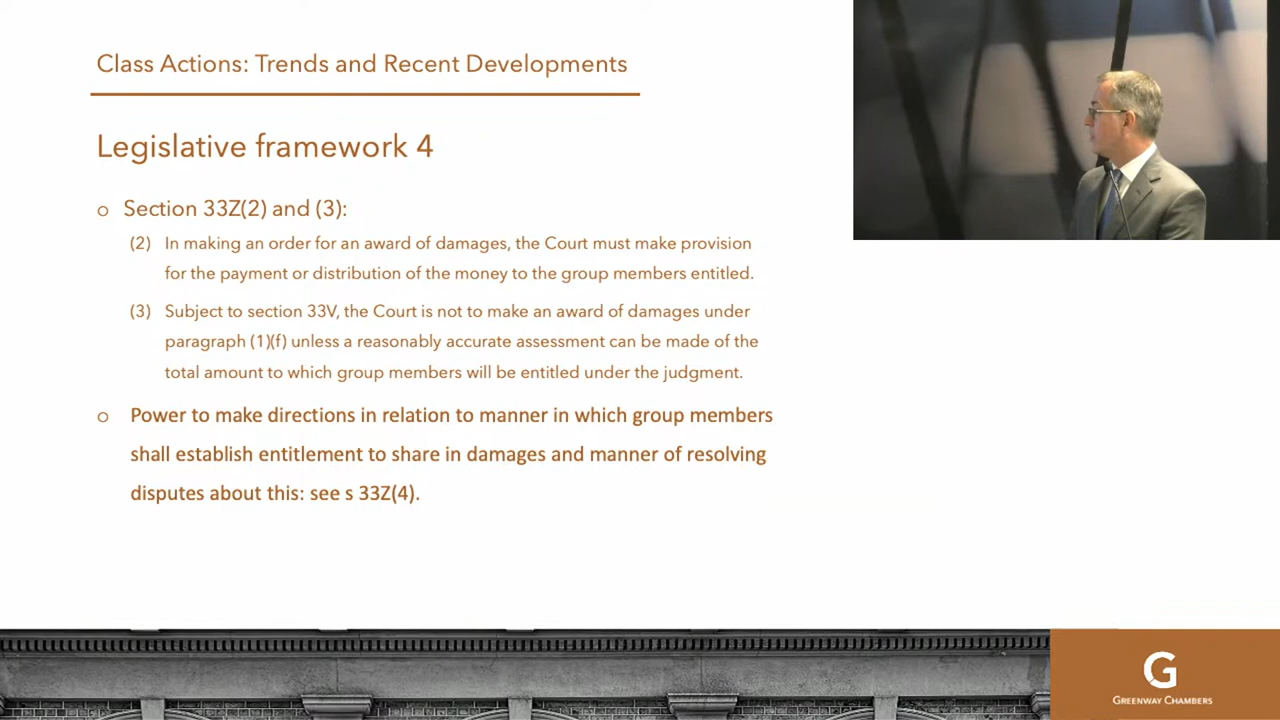 Class Actions: Trends and Recent Developments
Legislative framework 4
Section 33Z(2) and (3):
(2) In making an order for an award of damages, the Court must make provision
for the payment or distribution of the money to the group members entitled.
(3) Subject to section 33V, the Court is not to make an award of damages under
paragraph (1)(f) unless a reasonably accurate assessment can be made of the
total amount to which group members will be entitled under the judgment.
Power to make directions in relation to manner in which group members
shall establish entitlement to share in damages and manner of resolving
disputes about this: see s 33Z(4).
G
GREENWAY CHAMBERS